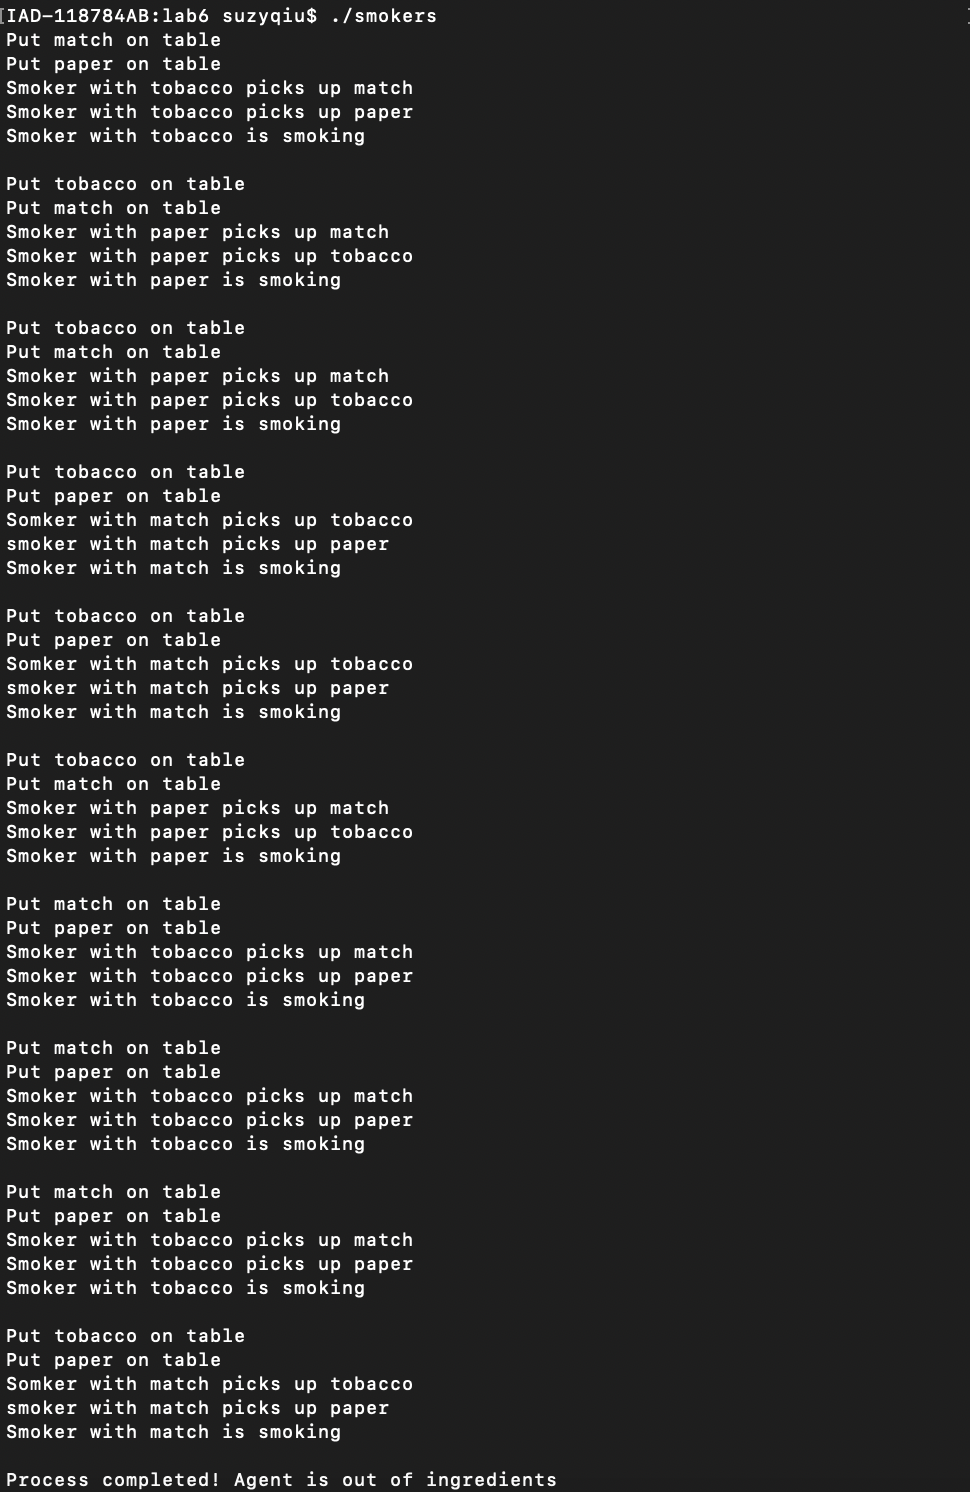 [IAD-118784AB:lab6 suzyqiu$ ./smokers
Put match on table
Put paper on table
Smoker with tobacco picks up match
Smoker with tobacco picks up paper
Smoker with tobacco is smoking

Put tobacco on table
Put match on table
Smoker with paper picks up match
Smoker with paper picks up tobacco
Smoker with paper is smoking

Put tobacco on table
Put match on table
Smoker with paper picks up match
Smoker with paper picks up tobacco
Smoker with paper is smoking

Put tobacco on table
Put paper on table
Somker with match picks up tobacco
smoker with match picks up paper
Smoker with match is smoking

Put tobacco on table
Put paper on table
Somker with match picks up tobacco
smoker with match picks up paper
Smoker with match is smoking

Put tobacco on table
Put match on table
Smoker with paper picks up match
Smoker with paper picks up tobacco
Smoker with paper is smoking

Put match on table
Put paper on table
Smoker with tobacco picks up match
Smoker with tobacco picks up paper
Smoker with tobacco is smoking

Put match on table
Put paper on table
Smoker with tobacco picks up match
Smoker with tobacco picks up paper
Smoker with tobacco is smoking

Put match on table
Put paper on table
Smoker with tobacco picks up match
Smoker with tobacco picks up paper
Smoker with tobacco is smoking

Put tobacco on table
Put paper on table
Somker with match picks up tobacco
smoker with match picks up paper
Smoker with match is smoking

Process completed! Agent is out of ingredients